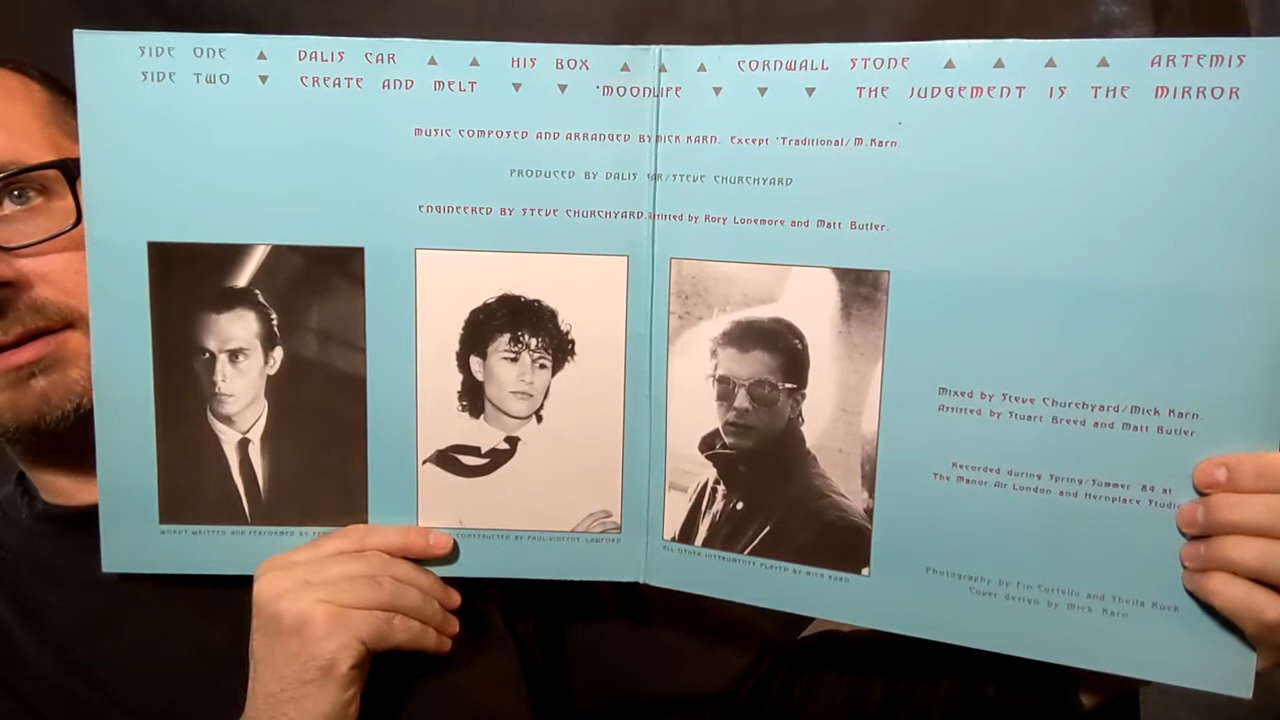 SIDE ONE ▲ DALIS CAR ▲ ▲ HIS BOX ▲ ▲ ▲ CORNWALL STONE ▲ ▲ ▲ ▲ ARTEMIS
SIDE TWO ▼ CREATE AND MELT ▼ ▼ *MOONLIFE ▼ ▼ ▼ THE JUDGEMENT IS THE MIRROR
MUSIC COMPOSED AND ARRANGED BY MICK KARN. Except *Traditional/M.Karn.
PRODUCED BY DALIS CAR/STEVE CHURCHYARD
ENGINEERED BY STEVE CHURCHYARD. Assisted by Rory Lonemore and Matt Butler.
Mixed by Steve Churchyard/Mick Karn.
Assisted by Stuart Breed and Matt Butler.
Recorded during Spring/Summer '84 at
The Manor, Air London and Hernplace Studio
WORDS WRITTEN AND PERFORMED BY
CONSTRUCTED BY PAUL VINCENT LAWFORD
ALL OTHER INSTRUMENTS PLAYED BY MICK KARN
Photography by Fin Costello and Sheila Rock
Cover design by Mick Karn